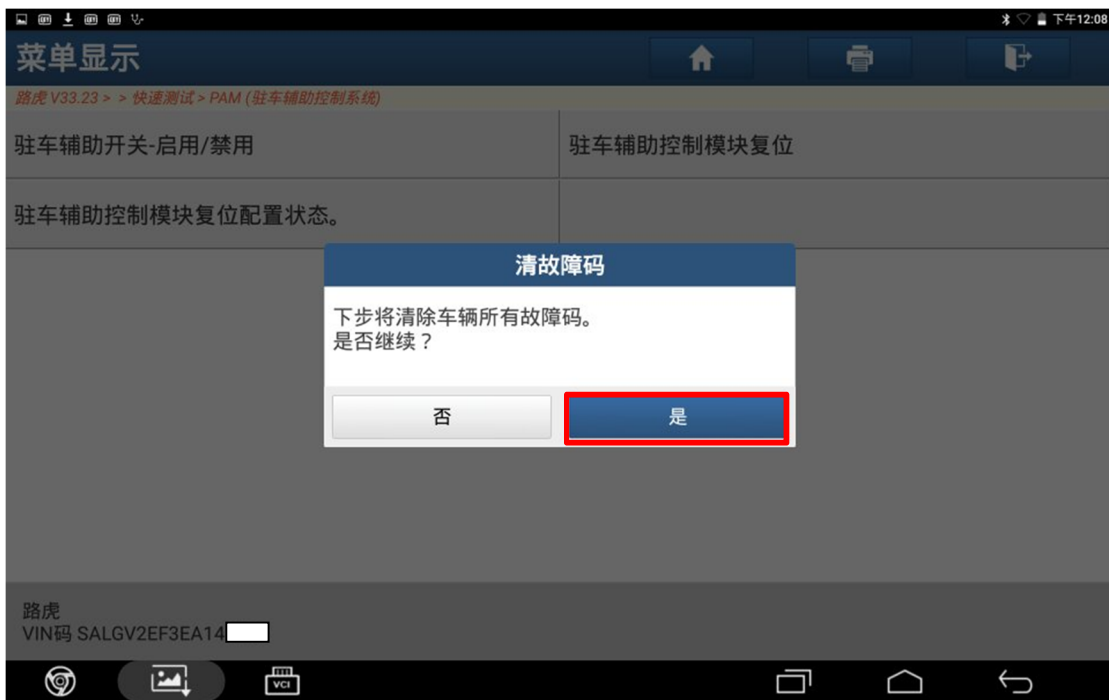 下午12:08
菜单显示
路虎 V33.23 > > 快速测试 > PAM (驻车辅助控制系统)
驻车辅助开关-启用/禁用
驻车辅助控制模块复位
驻车辅助控制模块复位配置状态。
清故障码
下步将清除车辆所有故障码。
是否继续？
否
是
路虎
VIN码 SALGV2EF3EA14
VCI